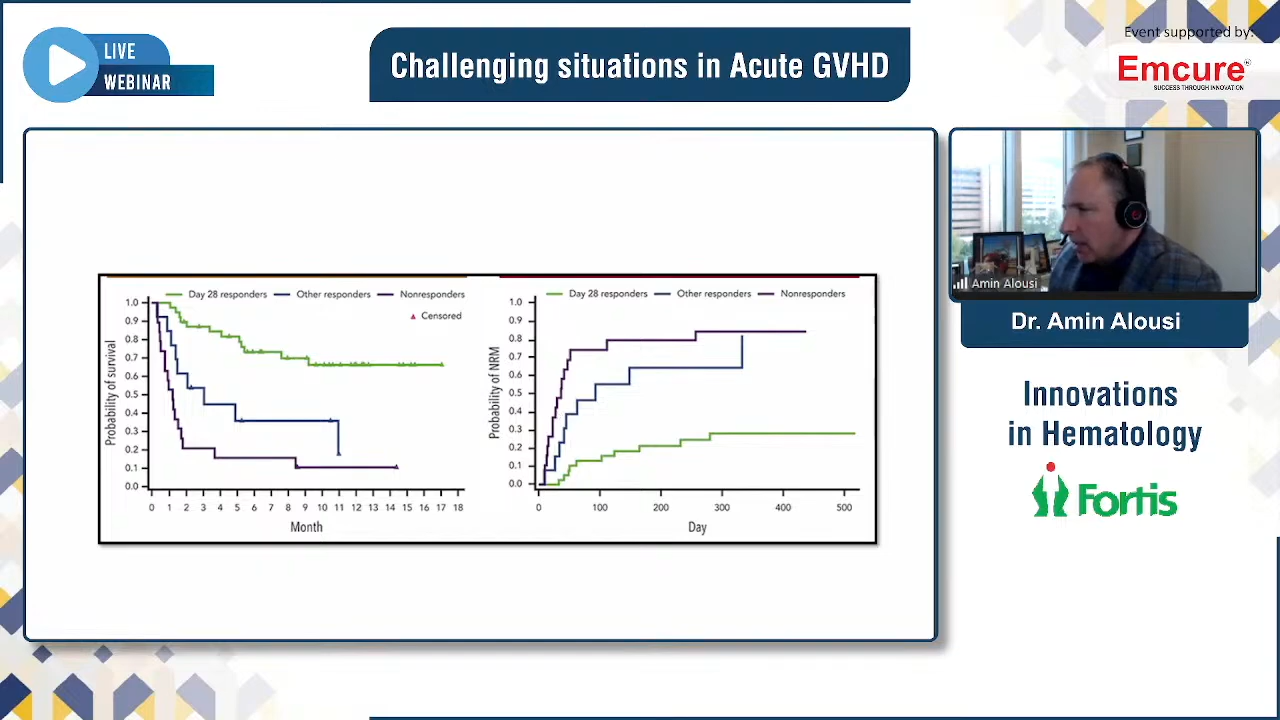 LIVE
WEBINAR
Challenging situations in Acute GVHD
Event supported by:
Emcure®
SUCCESS THROUGH INNOVATION
Day 28 responders Other responders Nonresponders
Censored
Probability of survival
1.0
0.9
0.8
0.7
0.6
0.5
0.4
0.3
0.2
0.1
0.0
0 1 2 3 4 5 6 7 8 9 10 11 12 13 14 15 16 17 18
Month
Day 28 responders Other responders Nonresponders
Probability of NRM
1.0
0.9
0.8
0.7
0.6
0.5
0.4
0.3
0.2
0.1
0.0
0 100 200 300 400 500
Day
Amin Alousi
Dr. Amin Alousi
Innovations
in Hematology
Fortis